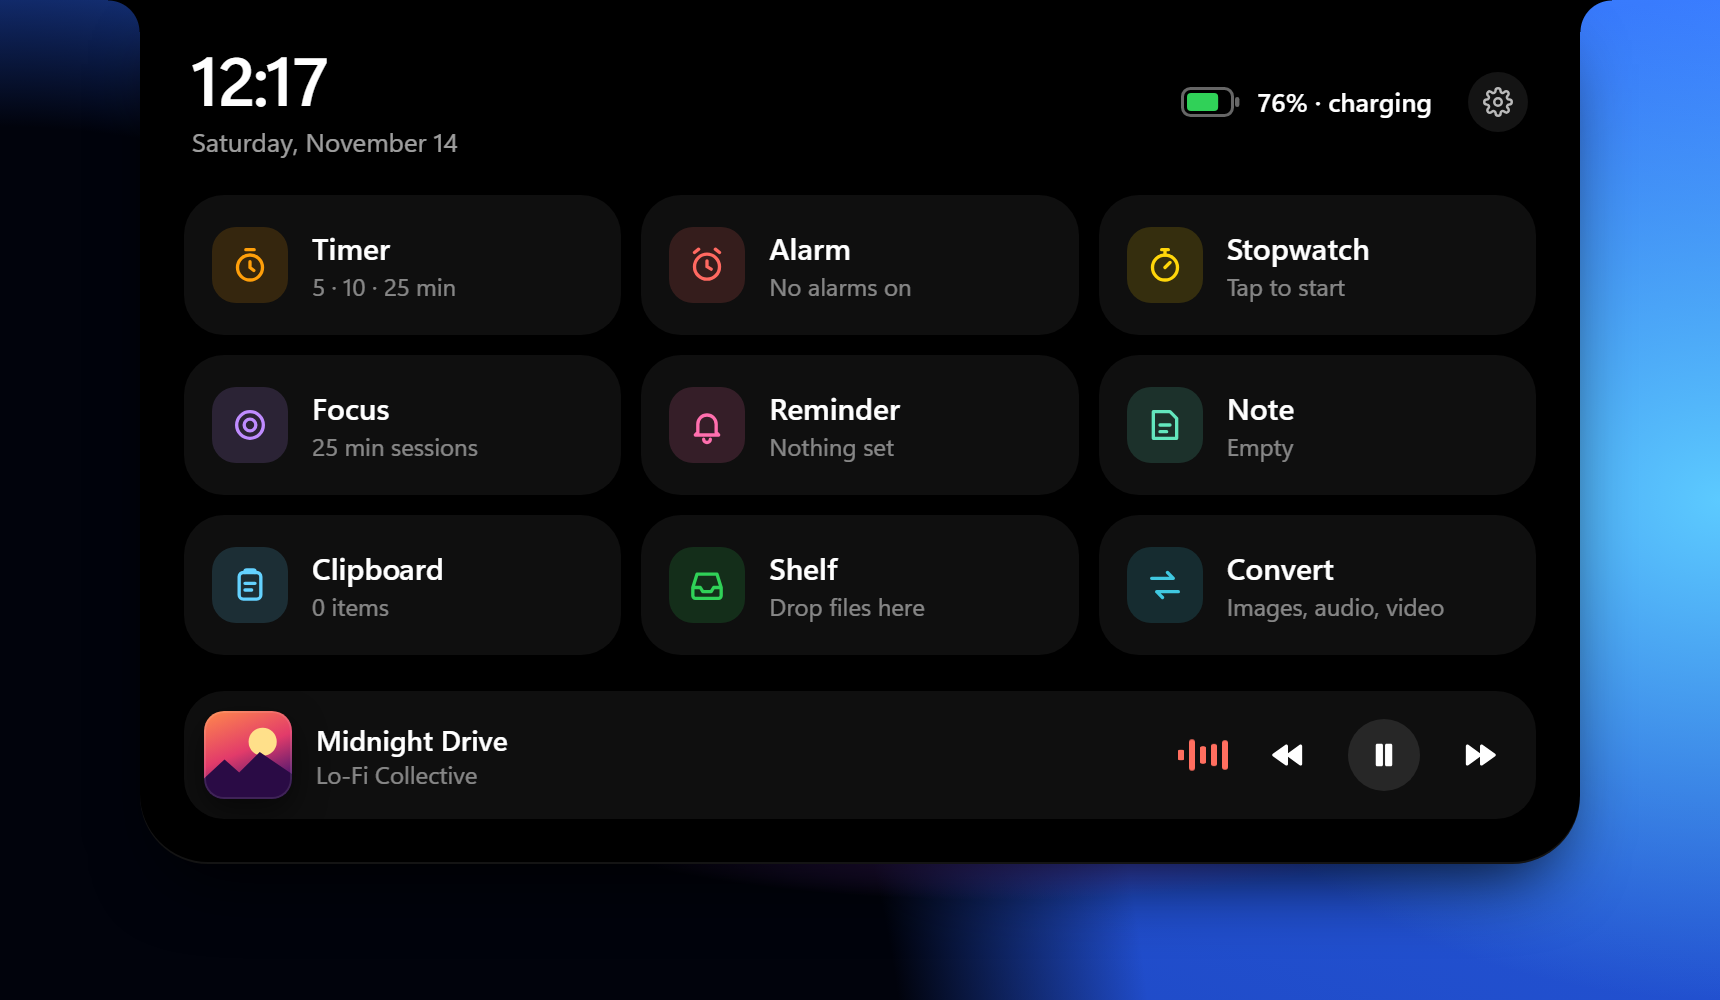 12:17
Saturday, November 14
76% · charging
Timer
5 · 10 · 25 min
Alarm
No alarms on
Stopwatch
Tap to start
Focus
25 min sessions
Reminder
Nothing set
Note
Empty
Clipboard
0 items
Shelf
Drop files here
Convert
Images, audio, video
Midnight Drive
Lo-Fi Collective